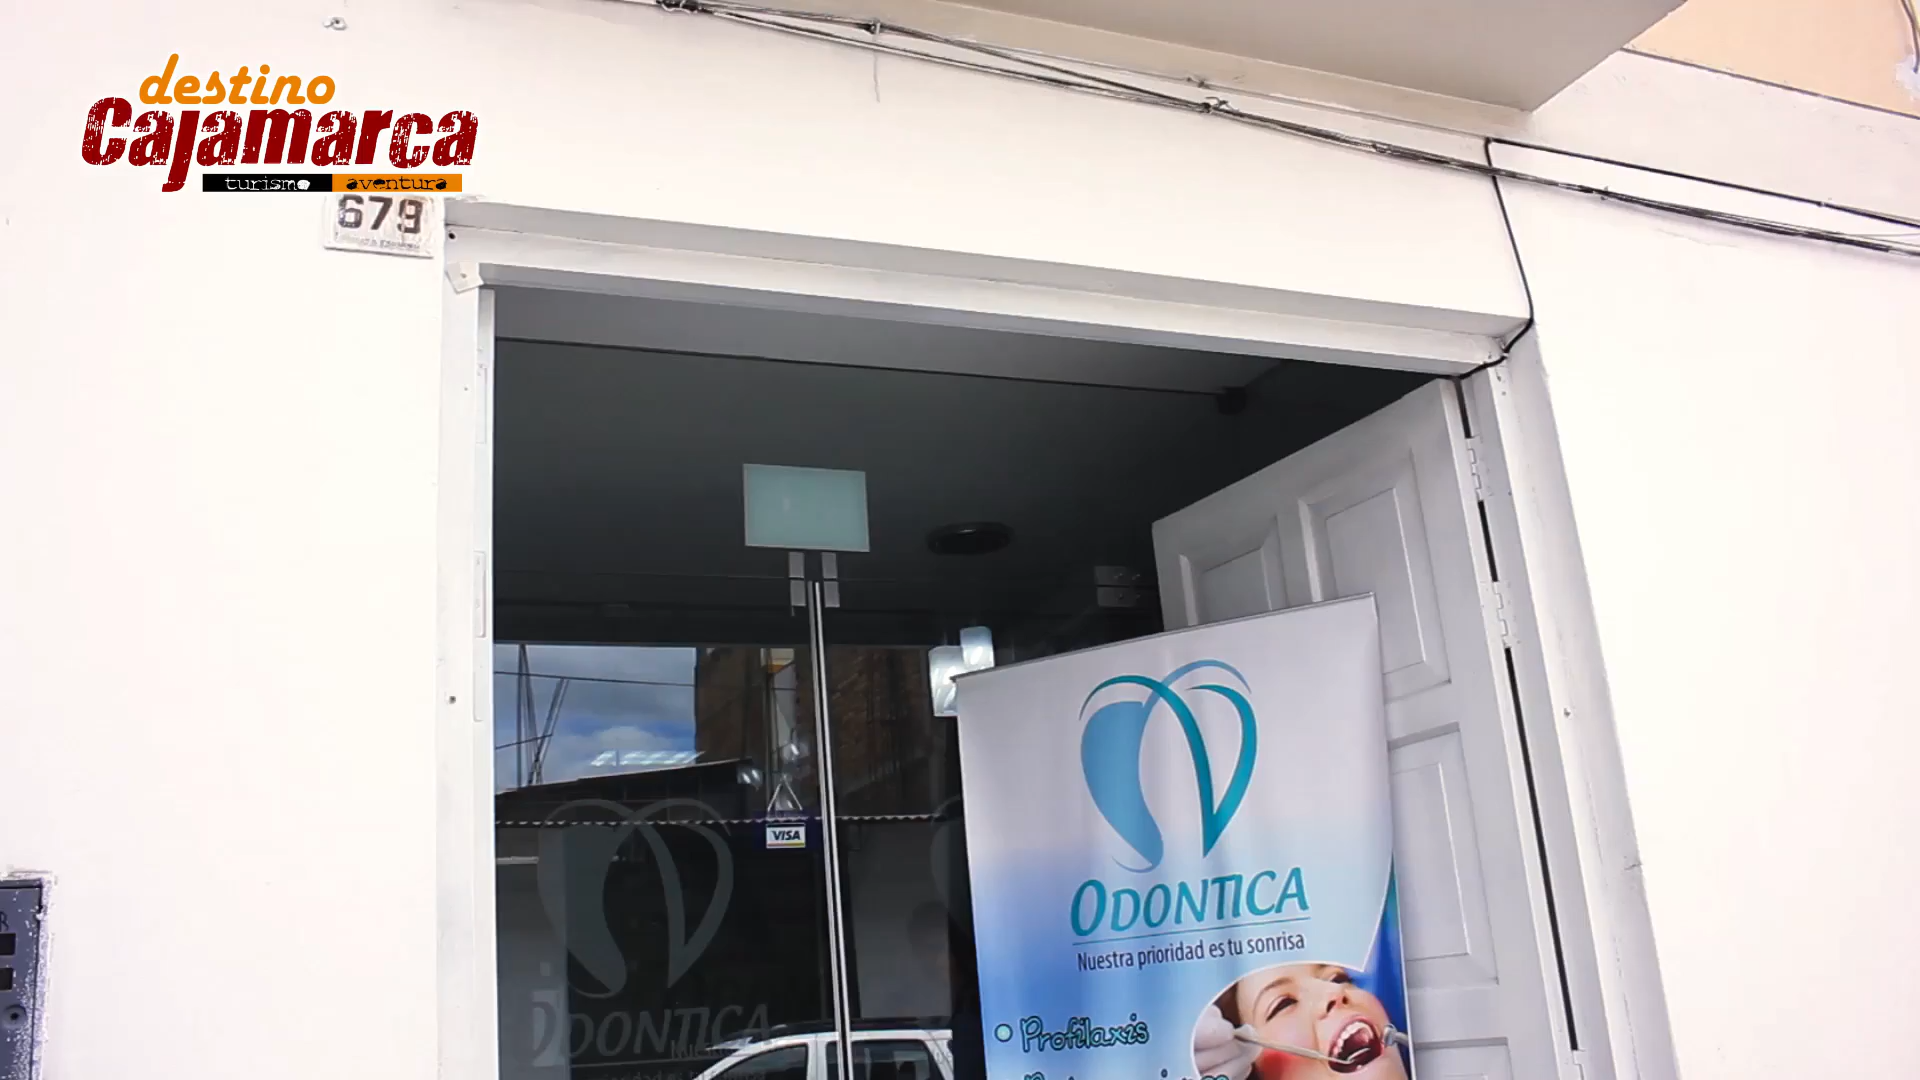 destino
Cajamarca
turismo aventura
679
VISA
ODONTICA
Nuestra prioridad es tu sonrisa
Profilaxis
ODONTICA